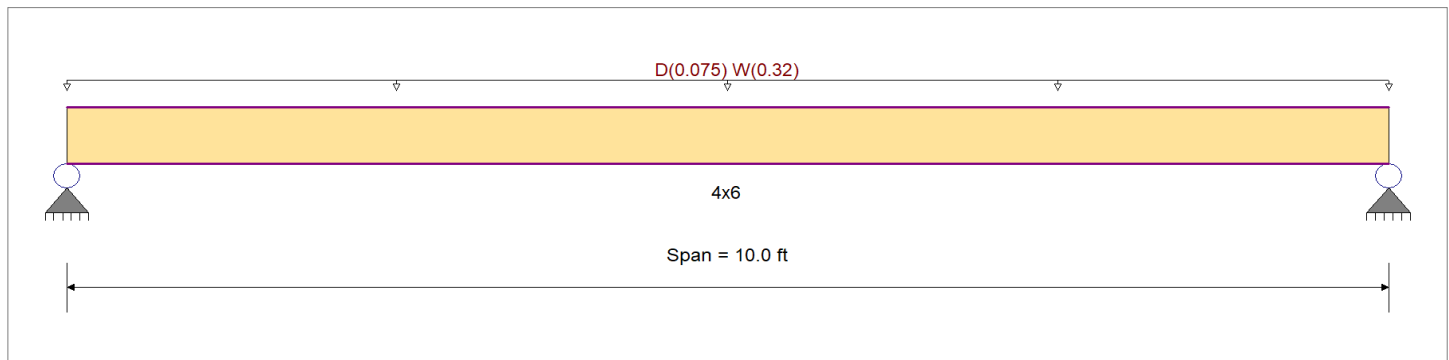 D(0.075) W(0.32)
4x6
Span = 10.0 ft